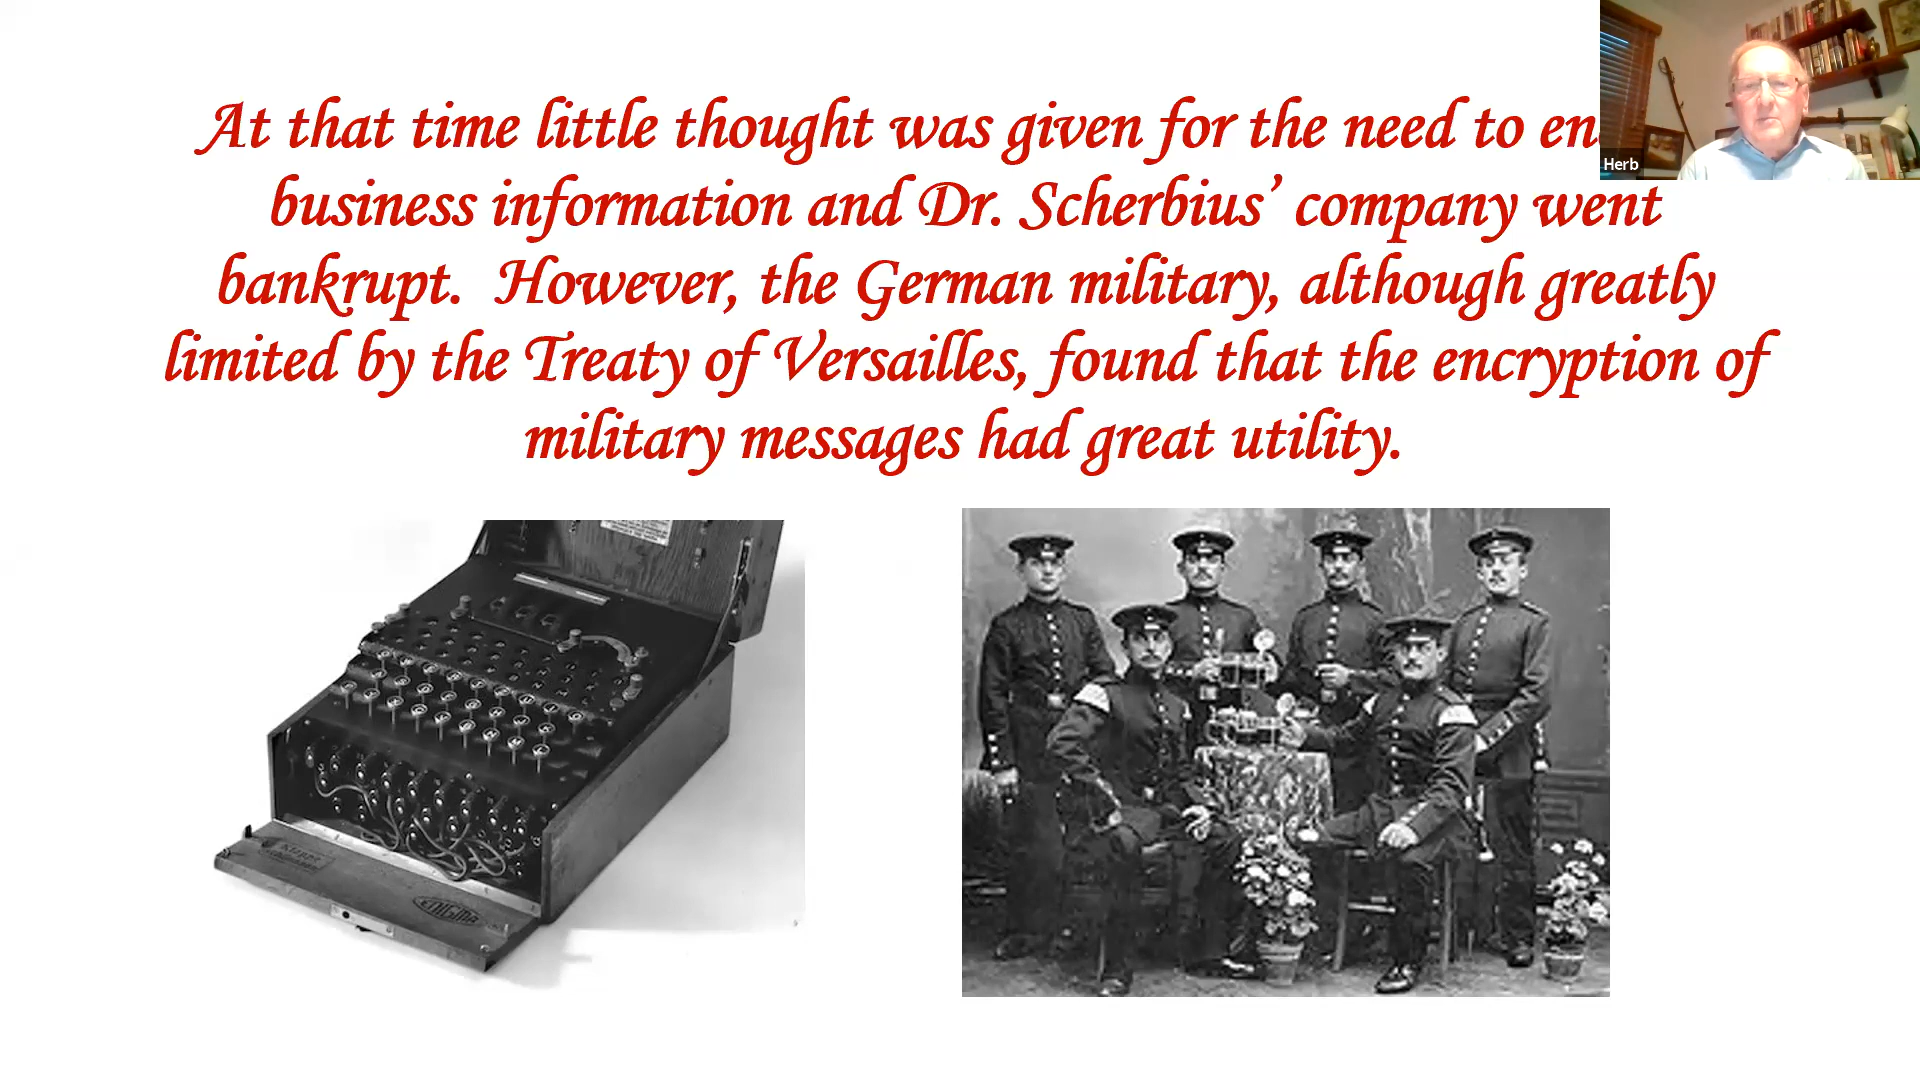 At that time little thought was given for the need to
business information and Dr. Scherbius’ company went
bankrupt. However, the German military, although greatly
limited by the Treaty of Versailles, found that the encryption of
military messages had great utility.
Herb
ENIGMA